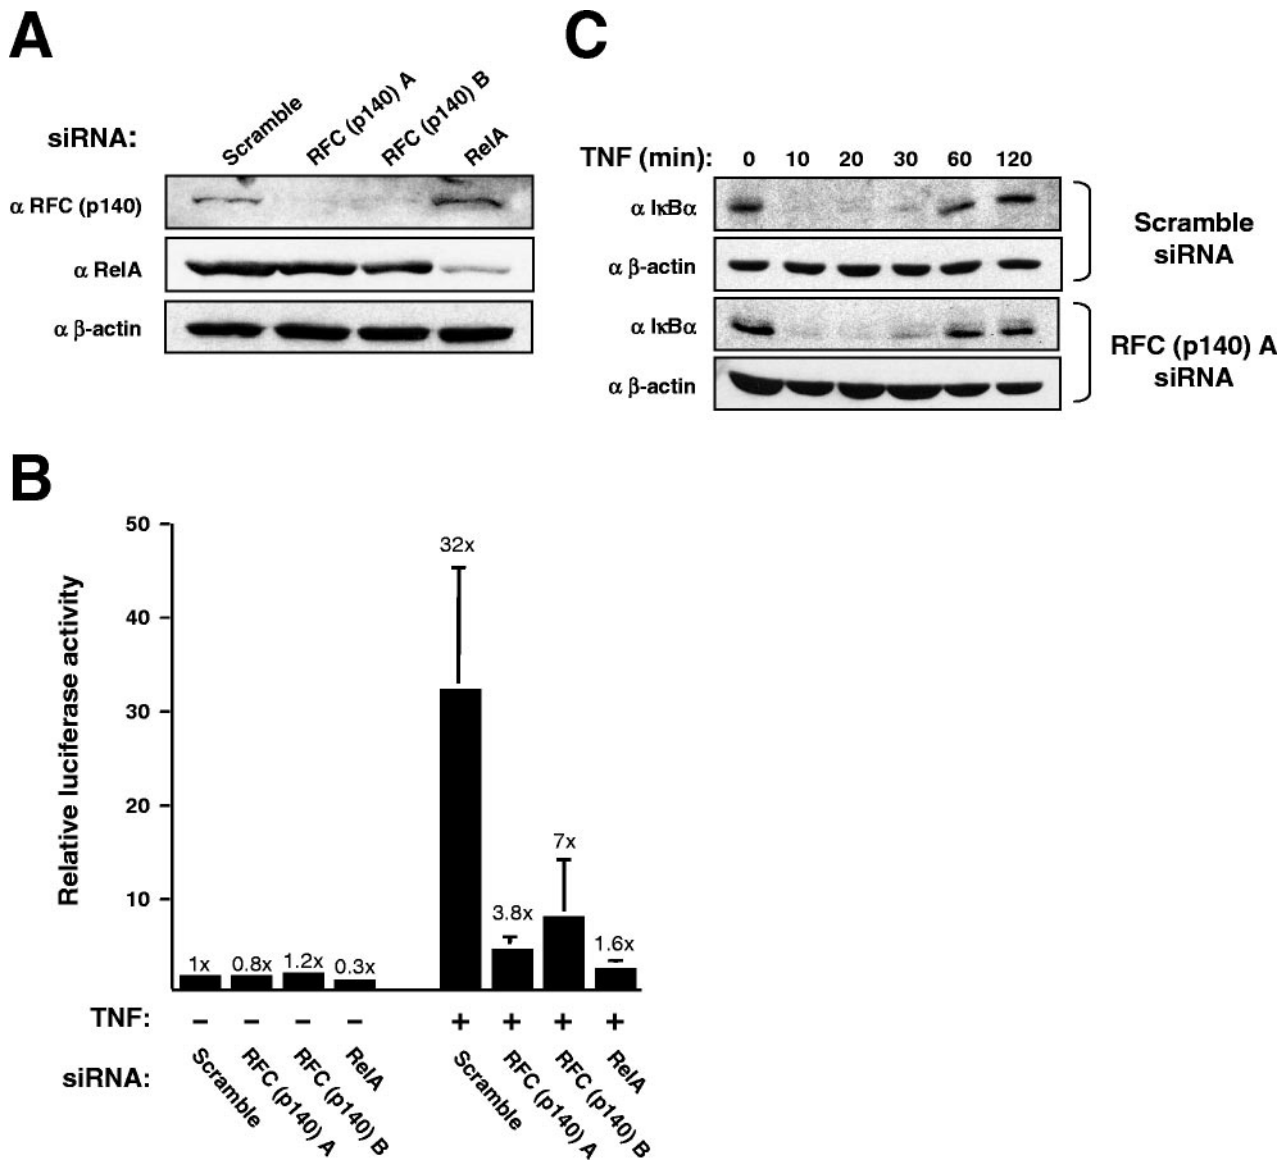 A
siRNA:
Scramble
RFC (p140) A
RFC (p140) B
RelA
α RFC (p140)
α RelA
α β-actin
C
TNF (min): 0 10 20 30 60 120
α IκBα
α β-actin
Scramble
siRNA
α IκBα
α β-actin
RFC (p140) A
siRNA
B
Relative luciferase activity
50
40
30
20
10
1x 0.8x 1.2x 0.3x 32x 3.8x 7x 1.6x
TNF: – – – – + + + +
siRNA:
Scramble
RFC (p140) A
RFC (p140) B
RelA
Scramble
RFC (p140) A
RFC (p140) B
RelA